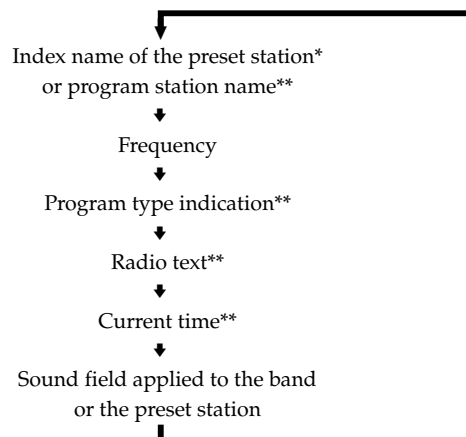 Index name of the preset station*
or program station name**
Frequency
Program type indication**
Radio text**
Current time**
Sound field applied to the band
or the preset station